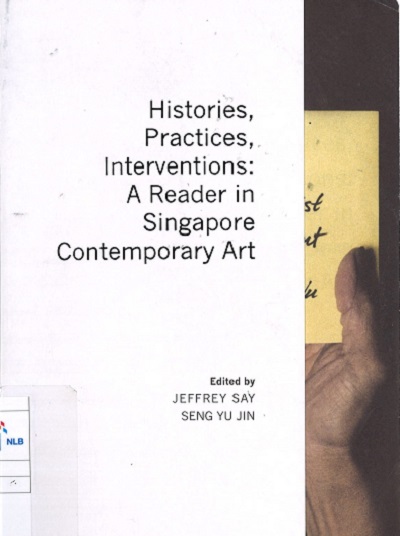 Histories,
Practices,
Interventions:
A Reader in
Singapore
Contemporary Art
Edited by
JEFFREY SAY
SENG YU JIN
NLB